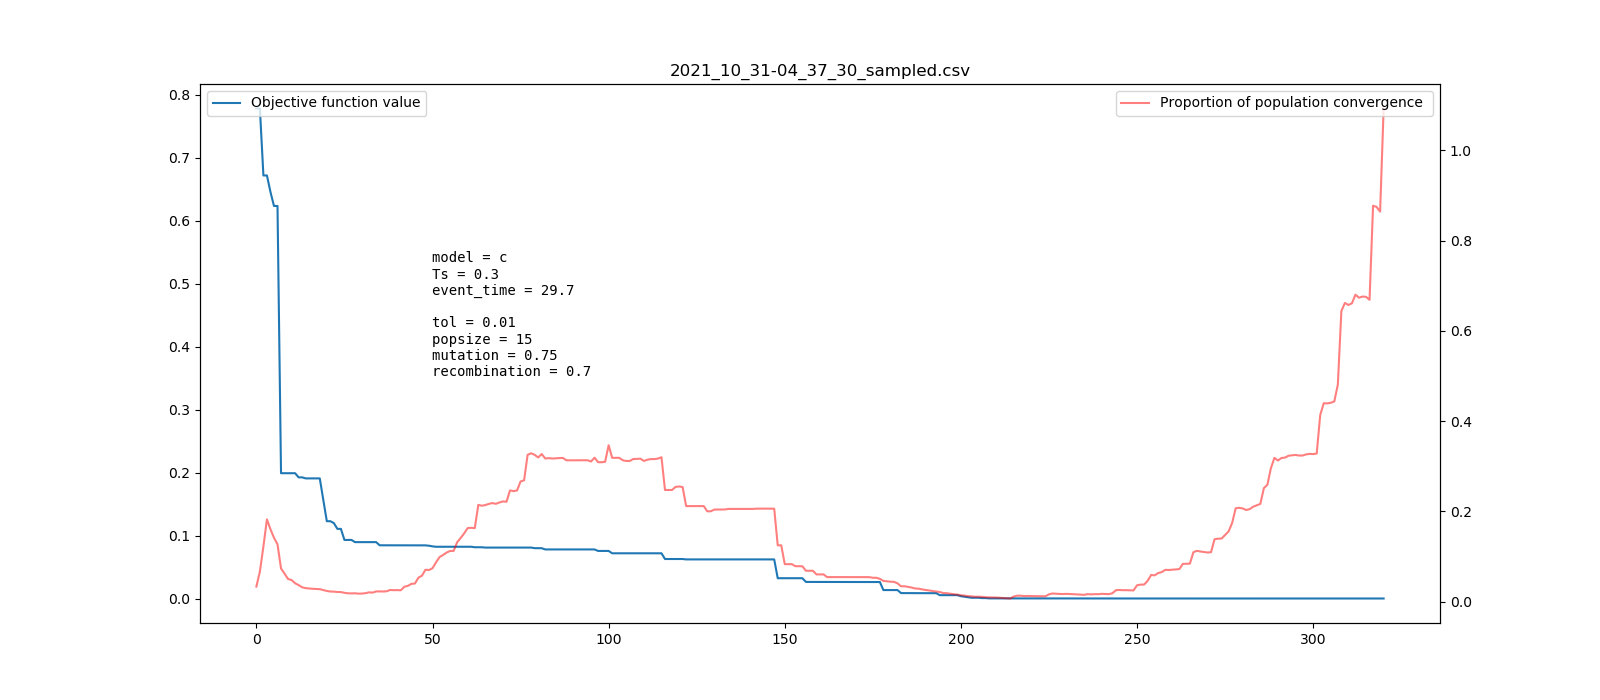 2021_10_31-04_37_30_sampled.csv
Objective function value
Proportion of population convergence
model = c
Ts = 0.3
event_time = 29.7
tol = 0.01
popsize = 15
mutation = 0.75
recombination = 0.7
0.8
0.7
0.6
0.5
0.4
0.3
0.2
0.1
0.0
1.0
0.8
0.6
0.4
0.2
0.0
0 50 100 150 200 250 300